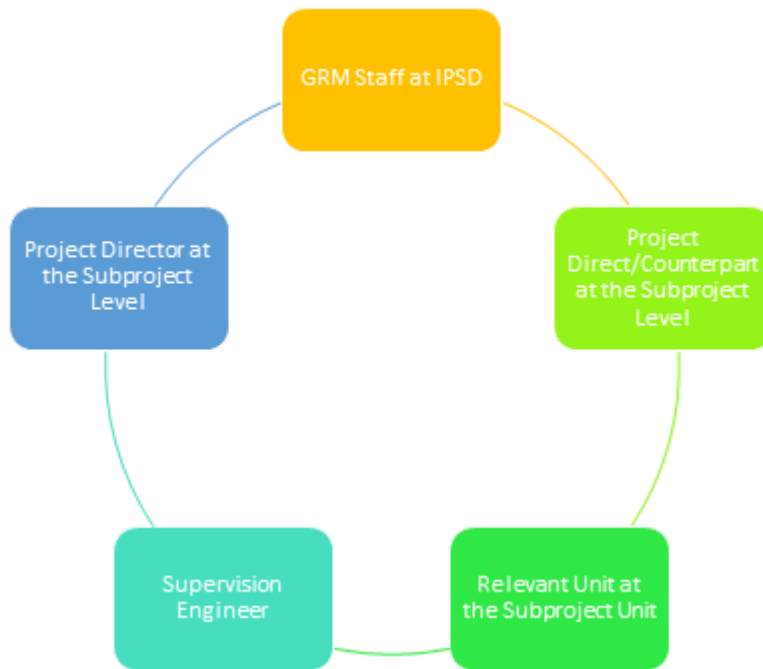 GRM Staff at IPSD
Project Director at
the Subproject
Level
Project
Direct/Counterpart
at the Subproject
Level
Supervision
Engineer
Relevant Unit at
the Subproject Unit